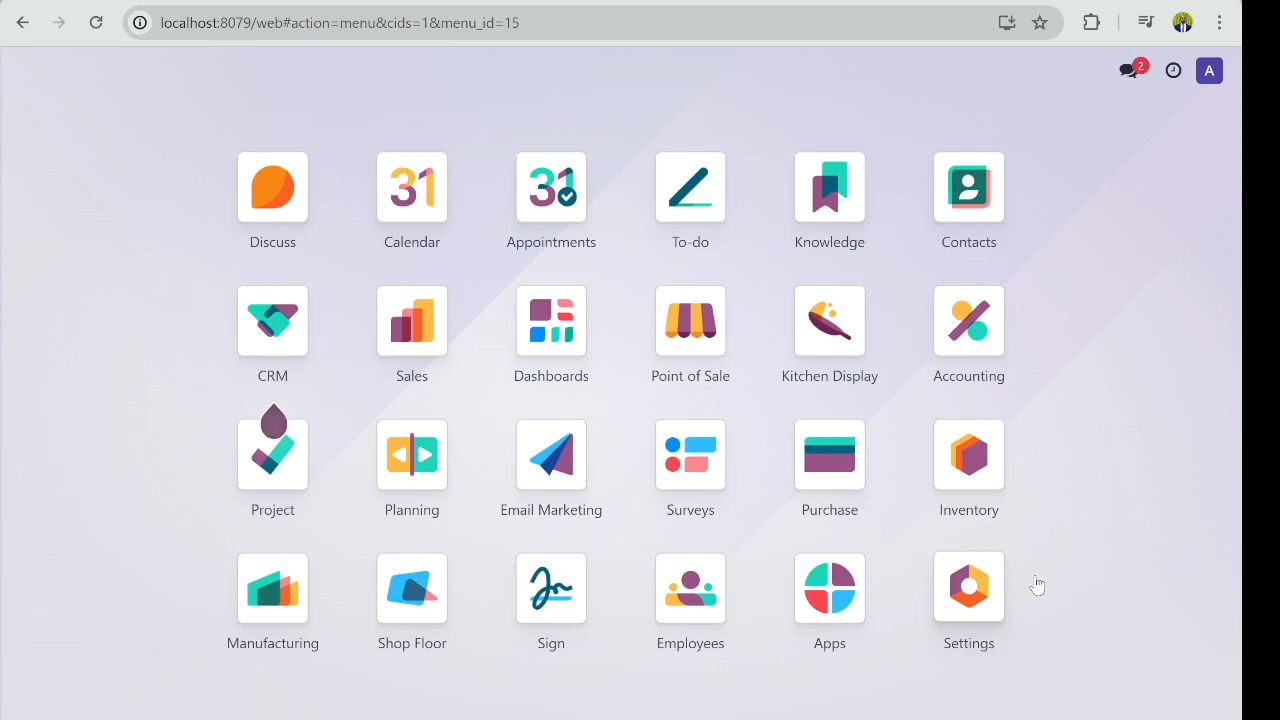 localhost:8079/web#action=menu&cids=1&menu_id=15
2
A
31
31
Discuss
Calendar
Appointments
To-do
Knowledge
Contacts
CRM
Sales
Dashboards
Point of Sale
Kitchen Display
Accounting
Project
Planning
Email Marketing
Surveys
Purchase
Inventory
Manufacturing
Shop Floor
Sign
Employees
Apps
Settings